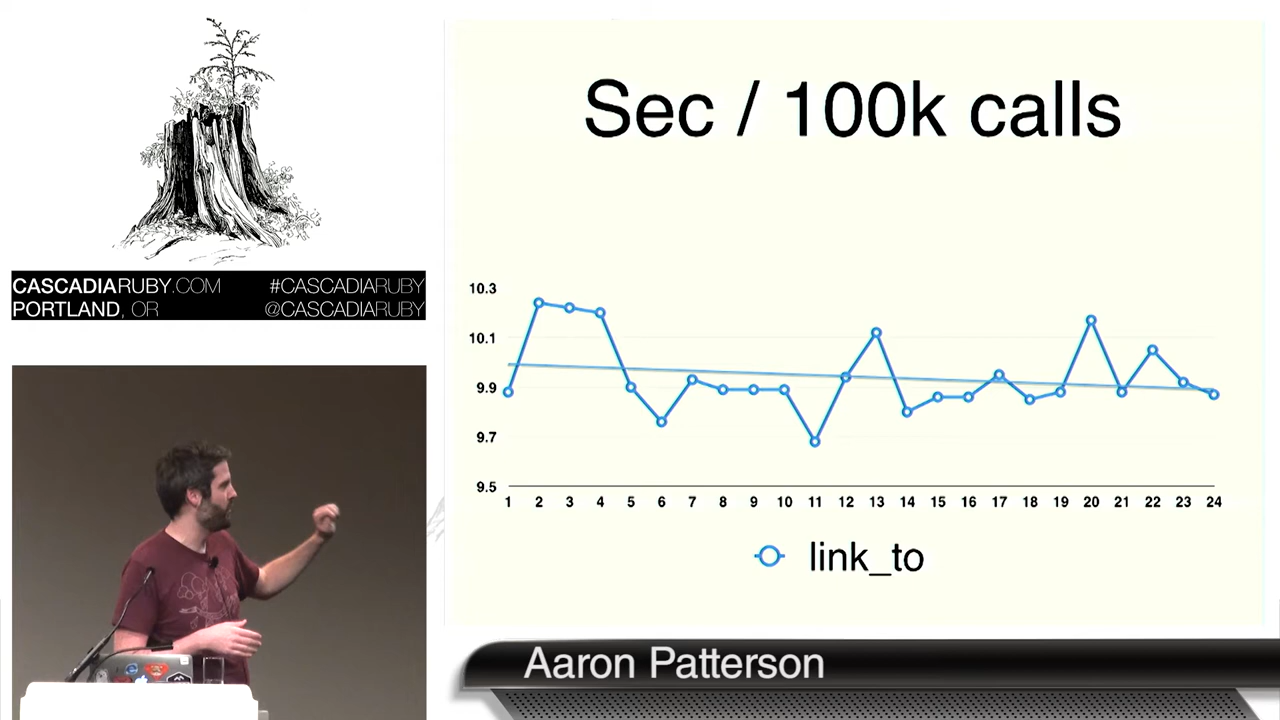 CASCADIARUBY.COM #CASCADIARUBY
PORTLAND, OR @CASCADIARUBY
Sec / 100k calls
10.3
10.1
9.9
9.7
9.5
1 2 3 4 5 6 7 8 9 10 11 12 13 14 15 16 17 18 19 20 21 22 23 24
link_to
Aaron Patterson